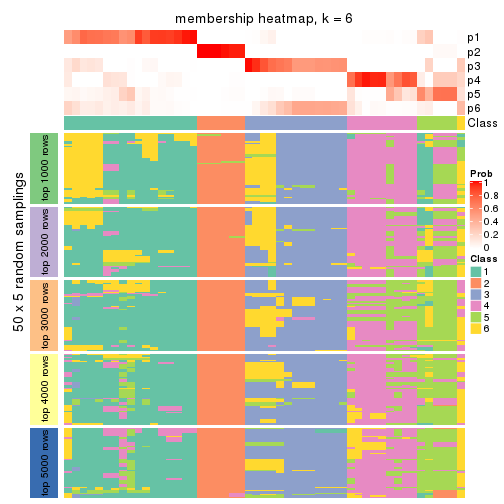 membership heatmap, k = 6
p1
p2
p3
p4
p5
p6
Class
50 x 5 random samplings
top 1000 rows
top 2000 rows
top 3000 rows
top 4000 rows
top 5000 rows
Prob
1
0.8
0.6
0.4
0.2
0
Class
1
2
3
4
5
6